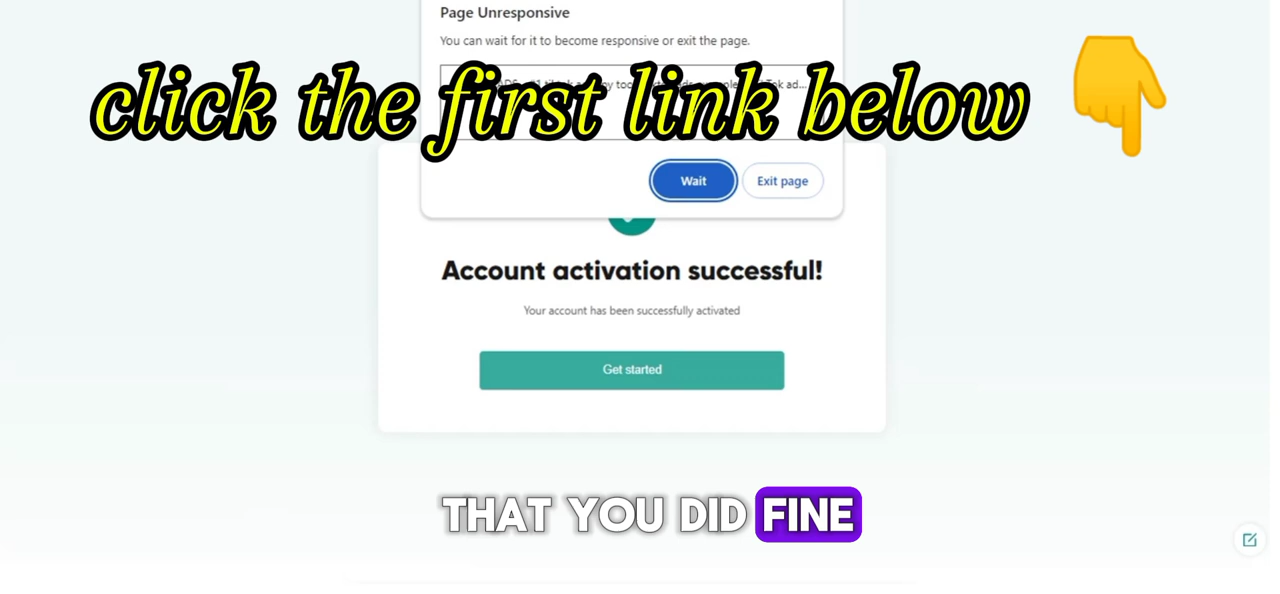 Page Unresponsive
You can wait for it to become responsive or exit the page.
click the first link below
Wait
Exit page
Account activation successful!
Your account has been successfully activated
Get started
THAT YOU DID FINE